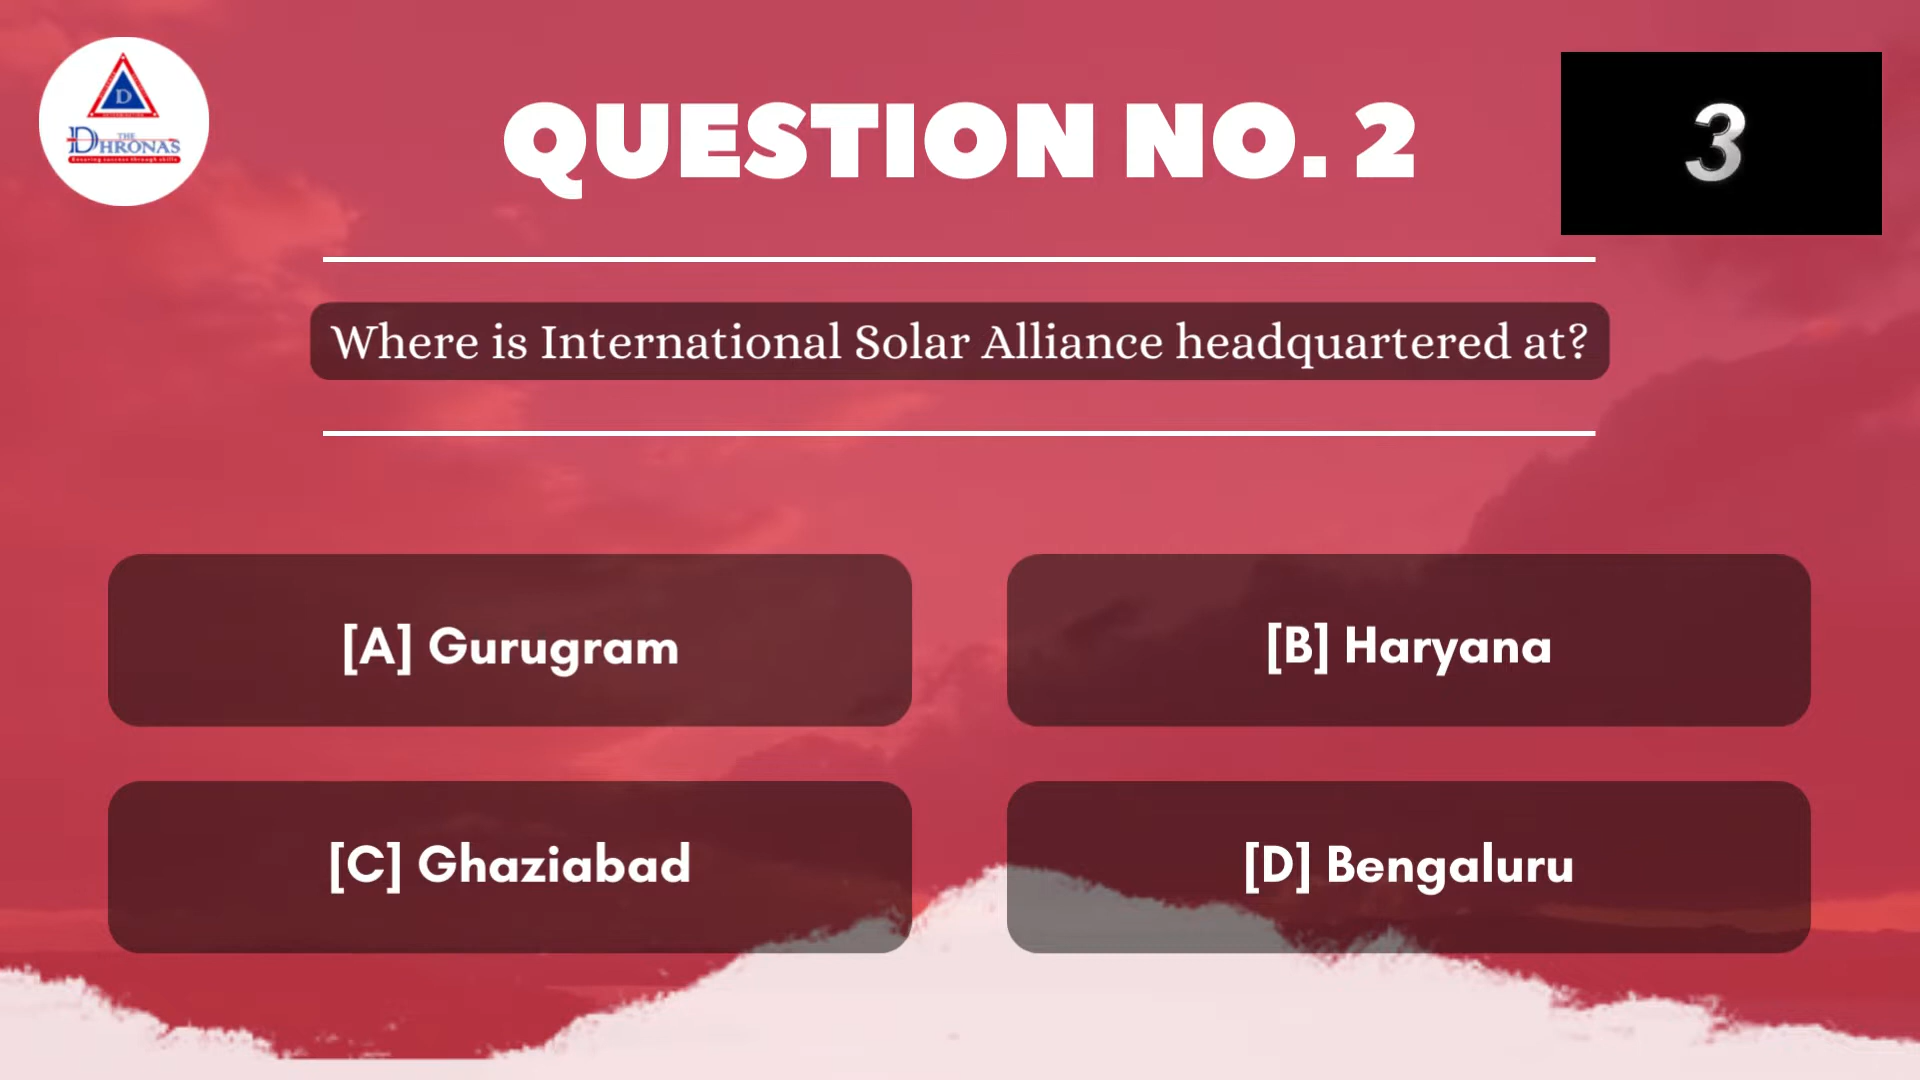 D
THE
DHRONAS
Ensuring success through skills
QUESTION NO. 2
3
Where is International Solar Alliance headquartered at?
[A] Gurugram
[B] Haryana
[C] Ghaziabad
[D] Bengaluru